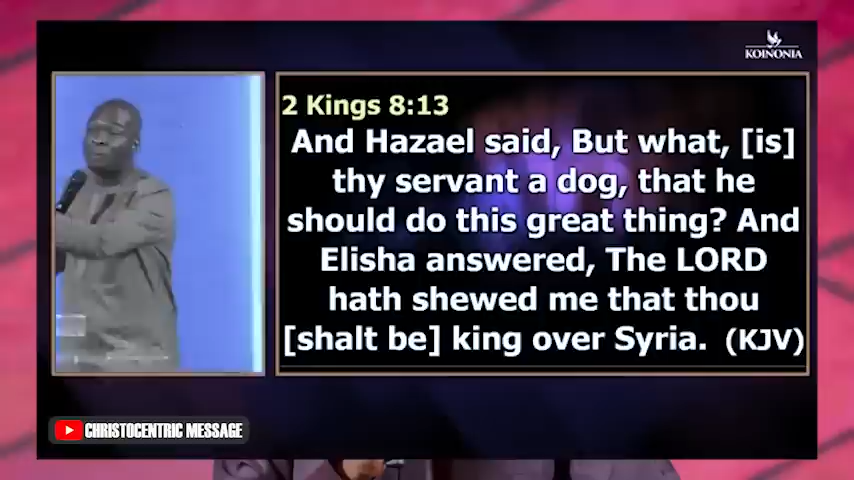 KOINONIA
2 Kings 8:13
And Hazael said, But what, [is]
thy servant a dog, that he
should do this great thing? And
Elisha answered, The LORD
hath shewed me that thou
[shalt be] king over Syria. (KJV)
CHRISTOCENTRIC MESSAGE